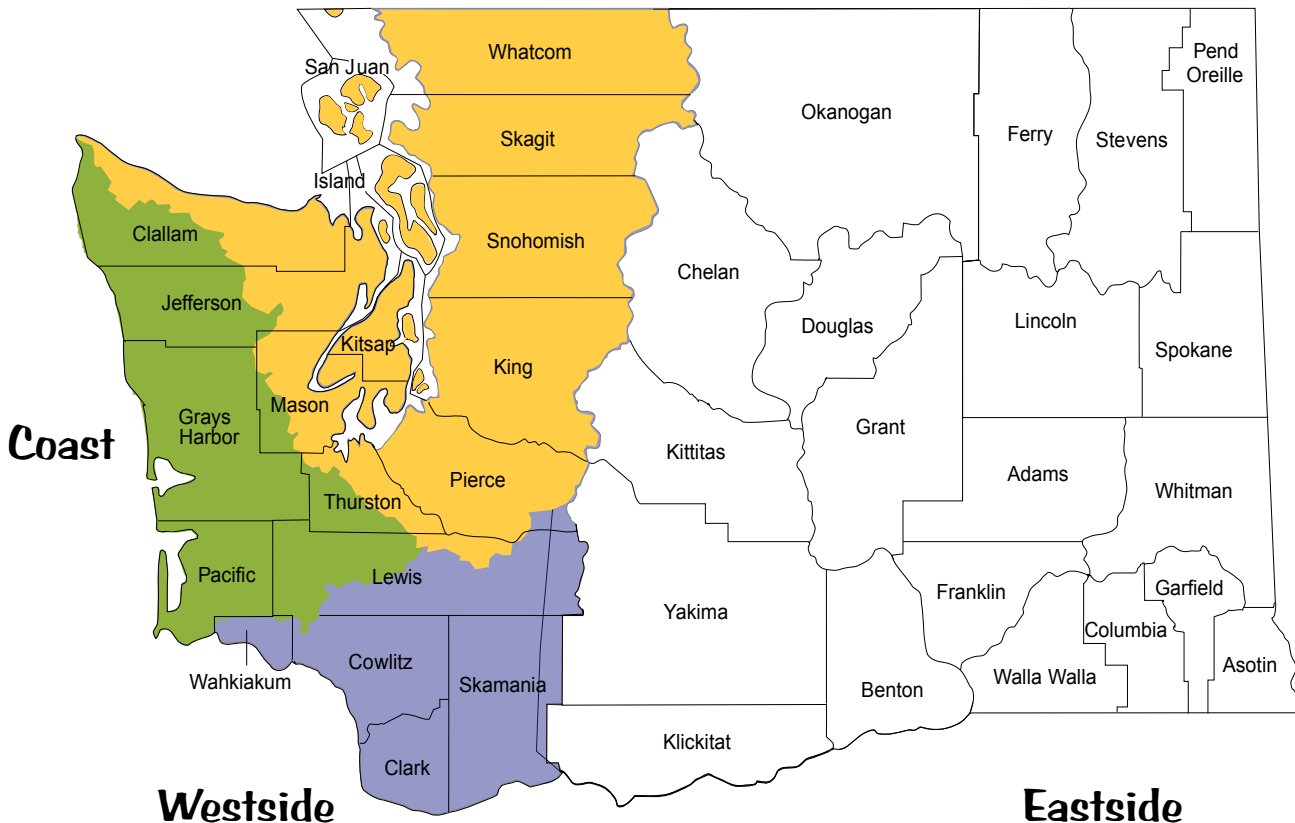 Whatcom
San Juan
Pend
Oreille
Okanogan
Skagit
Ferry
Stevens
Island
Clallam
Snohomish
Chelan
Jefferson
Douglas
Lincoln
Kitsap
Spokane
King
Mason
Grays
Harbor
Coast
Grant
Kittitas
Adams
Pierce
Whitman
Thurston
Pacific
Lewis
Garfield
Franklin
Yakima
Columbia
Cowlitz
Asotin
Walla Walla
Wahkiakum
Skamania
Benton
Klickitat
Clark
Westside
Eastside